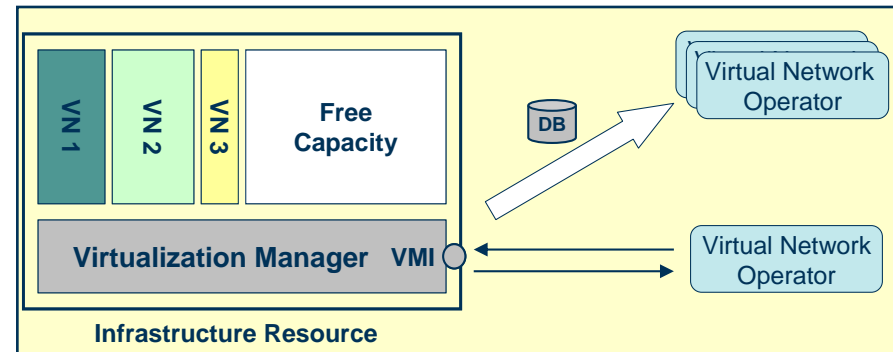 VN 1
VN 2
VN 3
Free
Capacity
DB
Virtual Network
Operator
Virtualization Manager
VMI
Virtual Network
Operator
Infrastructure Resource